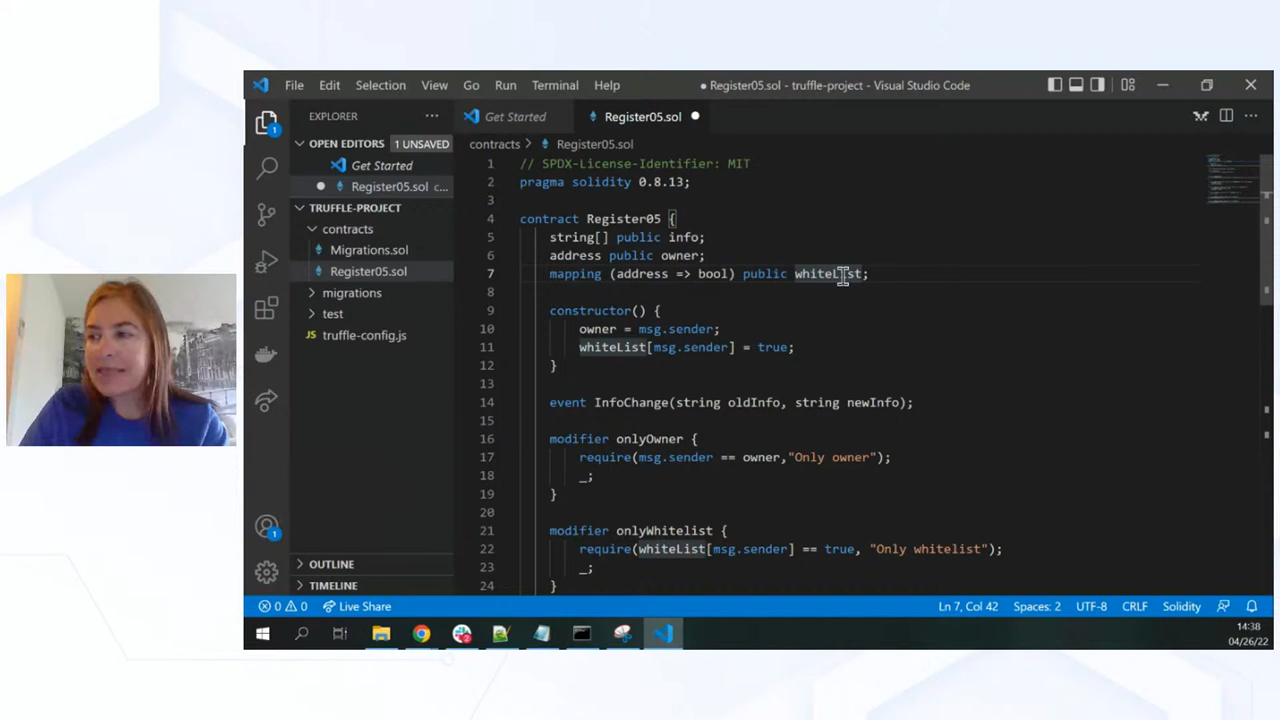 File Edit Selection View Go Run Terminal Help
● Register05.sol - truffle-project - Visual Studio Code
EXPLORER
OPEN EDITORS 1 UNSAVED
Get Started
Register05.sol c...
TRUFFLE-PROJECT
contracts
Migrations.sol
Register05.sol
migrations
test
JS truffle-config.js
OUTLINE
TIMELINE
1
1
Get Started
Register05.sol
contracts > Register05.sol
1 // SPDX-License-Identifier: MIT
2 pragma solidity 0.8.13;
3
4 contract Register05 {
5 string[] public info;
6 address public owner;
7 mapping (address => bool) public whiteList;
8
9 constructor() {
10 owner = msg.sender;
11 whiteList[msg.sender] = true;
12 }
13
14 event InfoChange(string oldInfo, string newInfo);
15
16 modifier onlyOwner {
17 require(msg.sender == owner,"Only owner");
18 _;
19 }
20
21 modifier onlyWhitelist {
22 require(whiteList[msg.sender] == true, "Only whitelist");
23 _;
24 }
0 0 Live Share
Ln 7, Col 42 Spaces: 2 UTF-8 CRLF Solidity
14:38
04/26/22